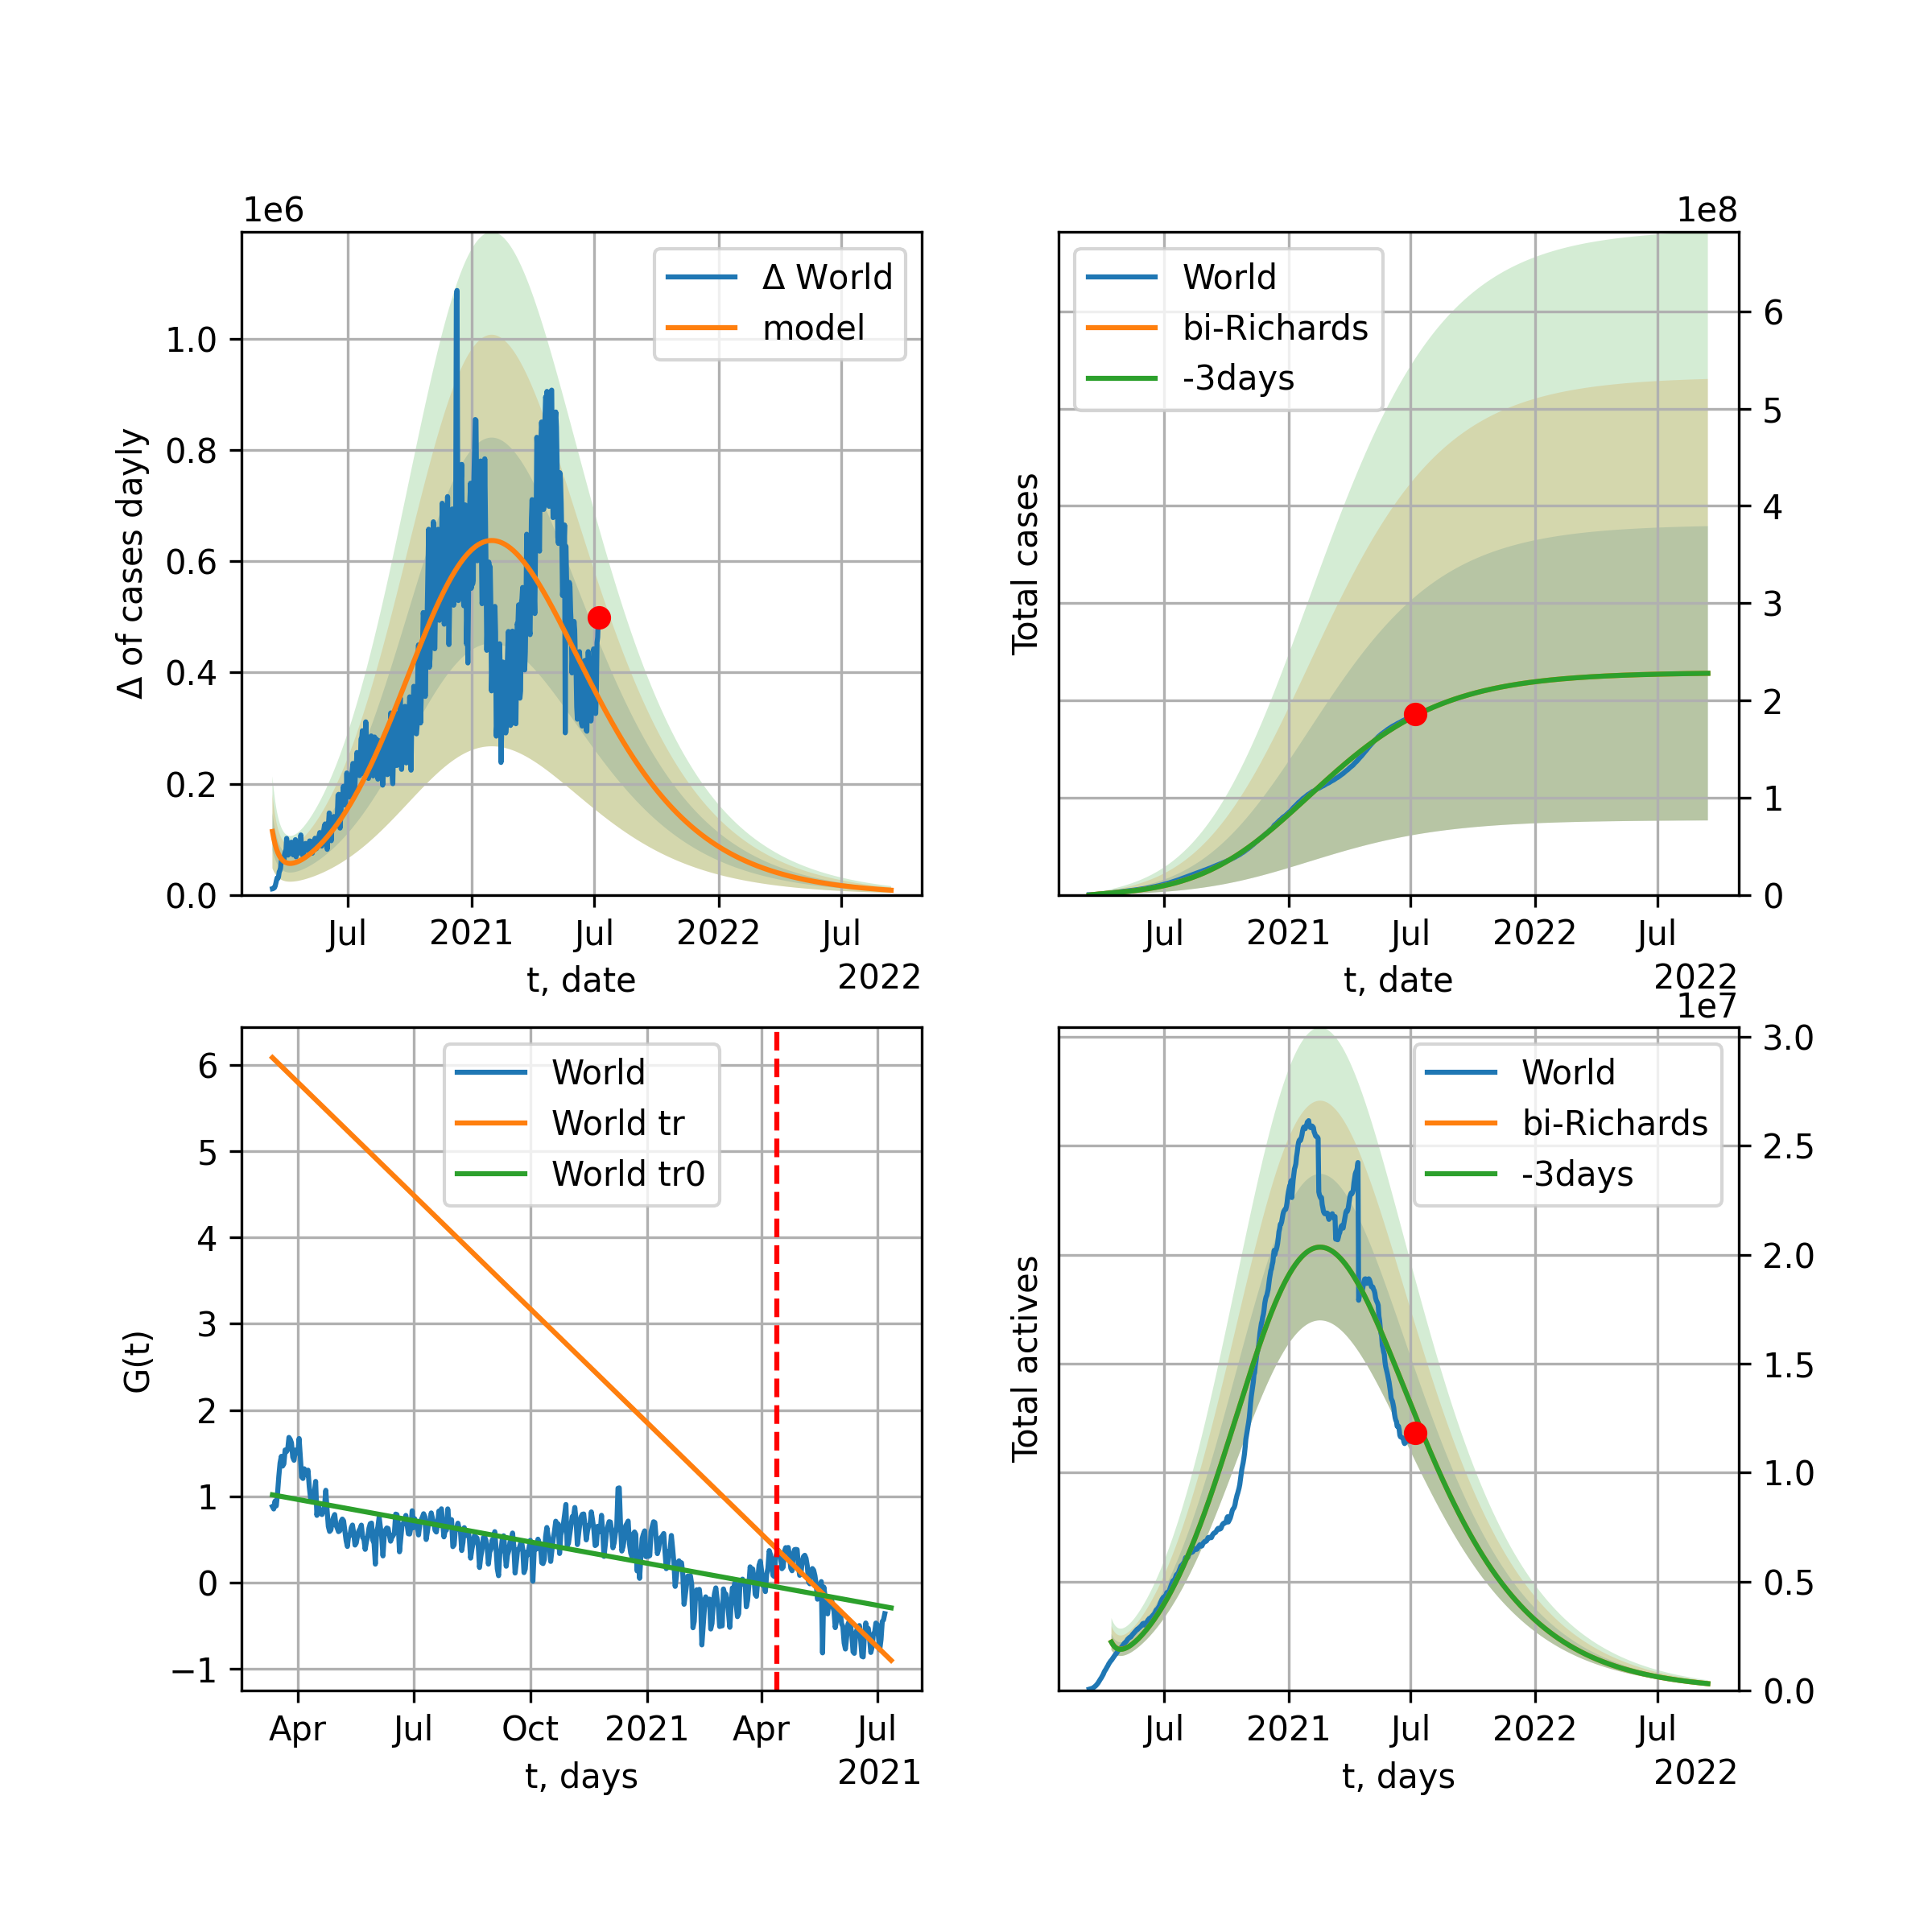 1e6
Δ of cases dayly
1.0
0.8
0.6
0.4
0.2
0.0
Δ World
model
Jul
2021
Jul
2022
Jul
t, date
2022
1e8
Total cases
World
bi-Richards
-3days
6
5
4
3
2
1
0
Jul
2021
Jul
2022
Jul
t, date
2022
G(t)
6
5
4
3
2
1
0
−1
World
World tr
World tr0
Apr
Jul
Oct
2021
Apr
Jul
t, days
2021
1e7
Total actives
World
bi-Richards
-3days
3.0
2.5
2.0
1.5
1.0
0.5
0.0
Jul
2021
Jul
2022
Jul
t, days
2022